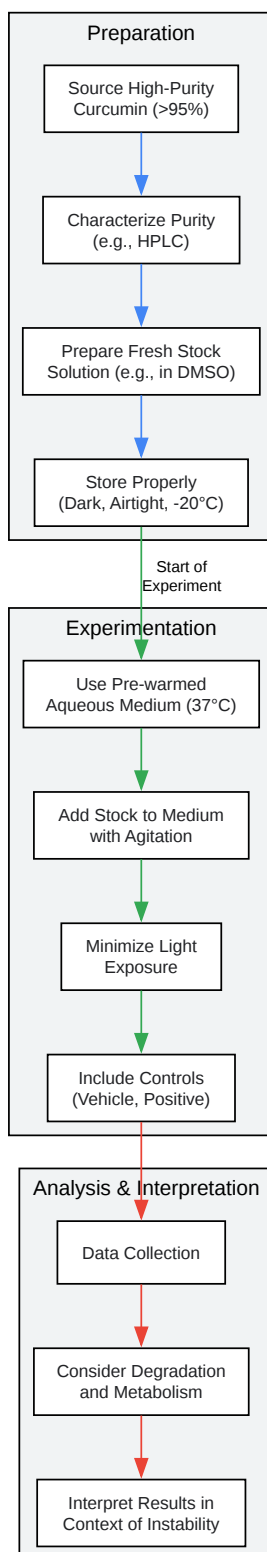 Preparation
Source High-Purity
Curcumin (>95%)
Characterize Purity
(e.g., HPLC)
Prepare Fresh Stock
Solution (e.g., in DMSO)
Store Properly
(Dark, Airtight, -20°C)
Start of
Experiment
Experimentation
Use Pre-warmed
Aqueous Medium (37°C)
Add Stock to Medium
with Agitation
Minimize Light
Exposure
Include Controls
(Vehicle, Positive)
Analysis & Interpretation
Data Collection
Consider Degradation
and Metabolism
Interpret Results in
Context of Instability